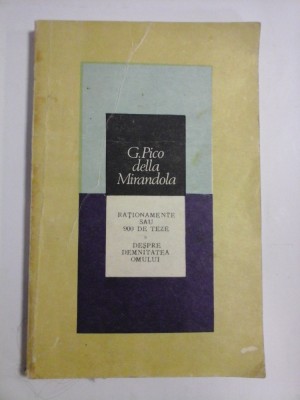 G. Pico
della
Mirandola
RAȚIONAMENTE
SAU
900 DE TEZE
•
DESPRE
DEMNITATEA
OMULUI